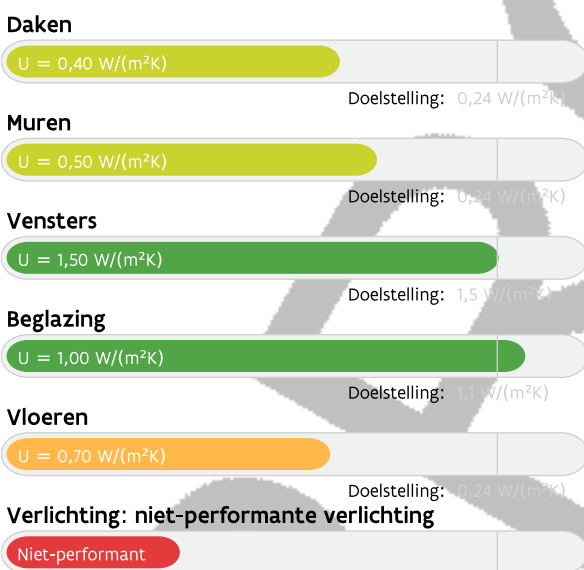 Daken
U = 0,40 W/(m²K)
Doelstelling: 0,24 W/(m²K)
Muren
U = 0,50 W/(m²K)
Doelstelling: 0,24 W/(m²K)
Vensters
U = 1,50 W/(m²K)
Doelstelling: 1,5 W/(m²K)
Beglazing
U = 1,00 W/(m²K)
Doelstelling: 1,1 W/(m²K)
Vloeren
U = 0,70 W/(m²K)
Doelstelling: 0,24 W/(m²K)
Verlichting: niet-performante verlichting
Niet-performant